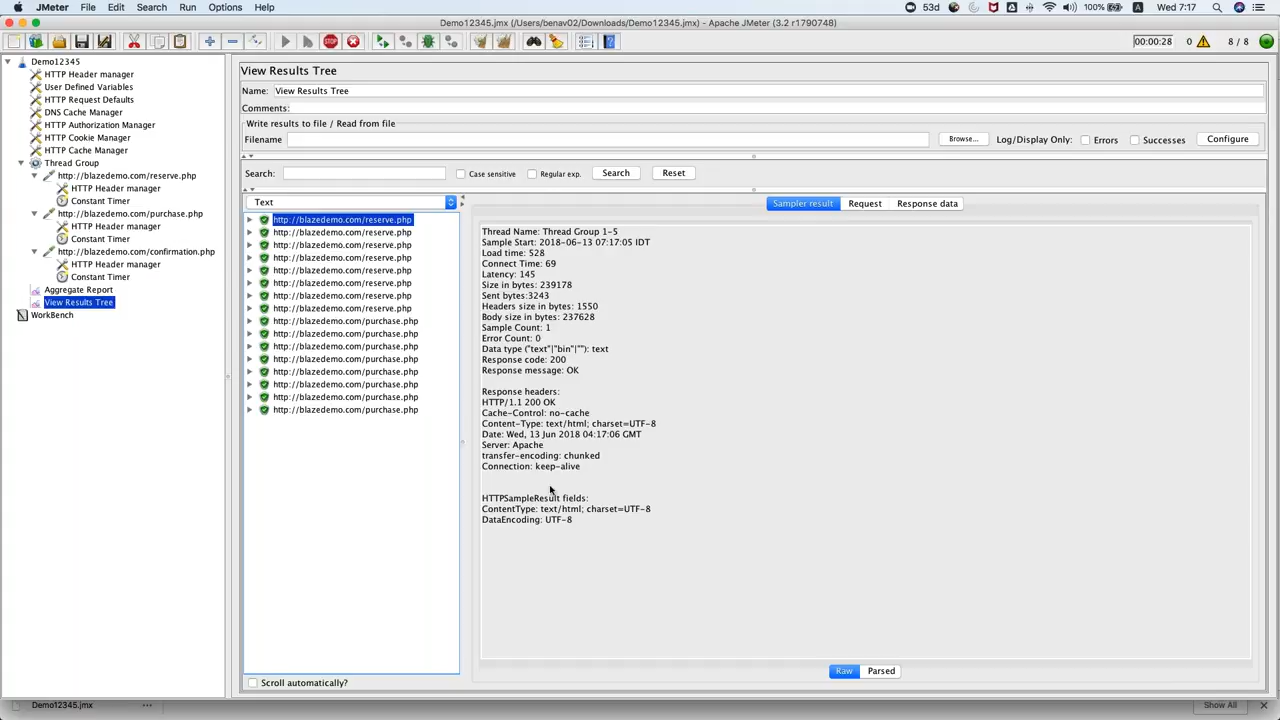 JMeter File Edit Search Run Options Help
53d
100%
Wed 7:17
Demo12345.jmx (/Users/benav02/Downloads/Demo12345.jmx) - Apache JMeter (3.2 r1790748)
00:00:28
0
8 / 8
Demo12345
HTTP Header manager
User Defined Variables
HTTP Request Defaults
DNS Cache Manager
HTTP Authorization Manager
HTTP Cookie Manager
HTTP Cache Manager
Thread Group
http://blazedemo.com/reserve.php
HTTP Header manager
Constant Timer
http://blazedemo.com/purchase.php
HTTP Header manager
Constant Timer
http://blazedemo.com/confirmation.php
HTTP Header manager
Constant Timer
Aggregate Report
View Results Tree
WorkBench
View Results Tree
Name: View Results Tree
Comments:
Write results to file / Read from file
Filename
Browse...
Log/Display Only:
Errors
Successes
Configure
Search:
Case sensitive
Regular exp.
Search
Reset
Text
http://blazedemo.com/reserve.php
http://blazedemo.com/reserve.php
http://blazedemo.com/reserve.php
http://blazedemo.com/reserve.php
http://blazedemo.com/reserve.php
http://blazedemo.com/reserve.php
http://blazedemo.com/reserve.php
http://blazedemo.com/reserve.php
http://blazedemo.com/purchase.php
http://blazedemo.com/purchase.php
http://blazedemo.com/purchase.php
http://blazedemo.com/purchase.php
http://blazedemo.com/purchase.php
http://blazedemo.com/purchase.php
http://blazedemo.com/purchase.php
http://blazedemo.com/purchase.php
Scroll automatically?
Sampler result
Request
Response data
Thread Name: Thread Group 1-5
Sample Start: 2018-06-13 07:17:05 IDT
Load time: 528
Connect Time: 69
Latency: 145
Size in bytes: 239178
Sent bytes:3243
Headers size in bytes: 1550
Body size in bytes: 237628
Sample Count: 1
Error Count: 0
Data type ("text"|"bin"|""): text
Response code: 200
Response message: OK
Response headers:
HTTP/1.1 200 OK
Cache-Control: no-cache
Content-Type: text/html; charset=UTF-8
Date: Wed, 13 Jun 2018 04:17:06 GMT
Server: Apache
transfer-encoding: chunked
Connection: keep-alive
HTTPSampleResult fields:
ContentType: text/html; charset=UTF-8
DataEncoding: UTF-8
Raw
Parsed
Demo12345.jmx
Show All